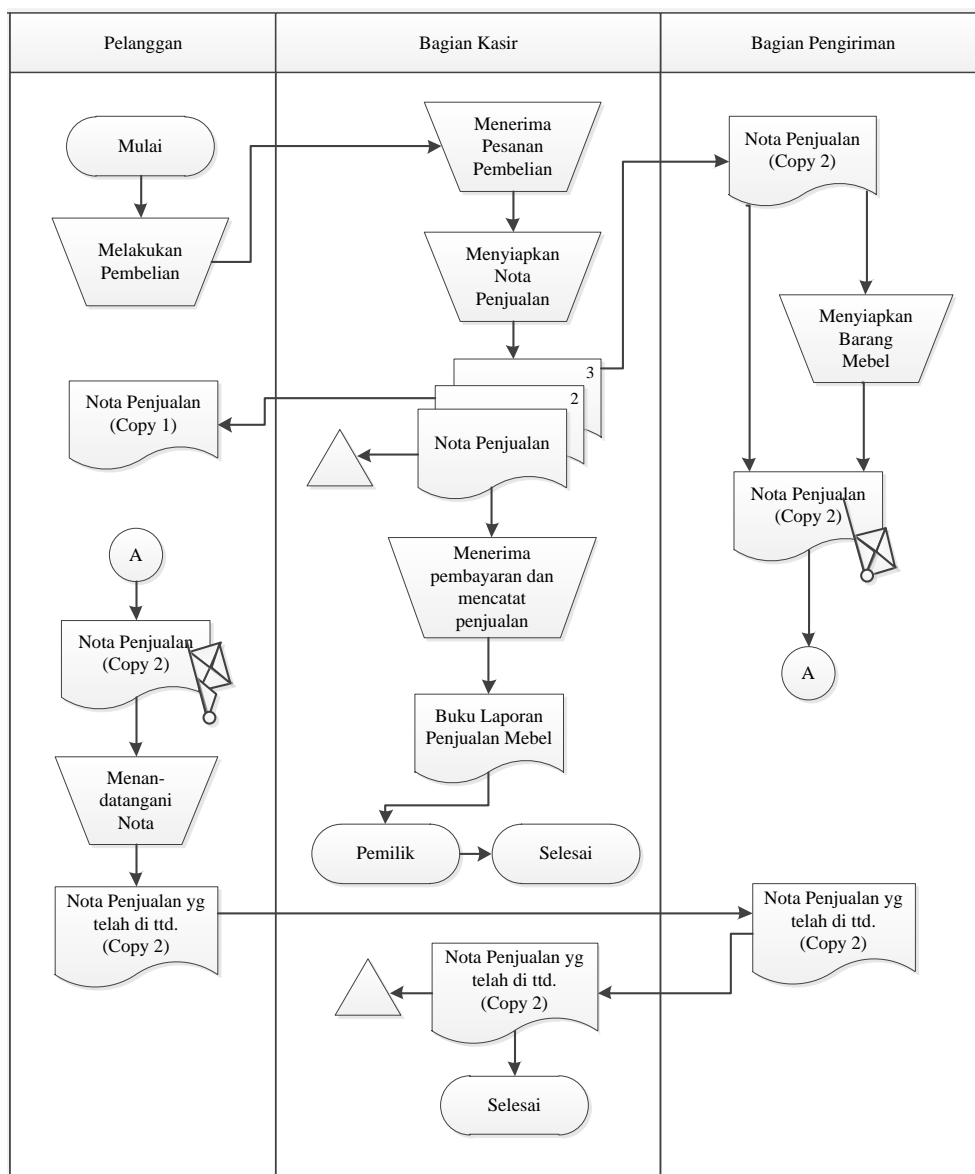 Pelanggan
Bagian Kasir
Bagian Pengiriman
Mulai
Melakukan
Pembelian
Menerima
Pesanan
Pembelian
Menyiapkan
Nota
Penjualan
3
2
Nota Penjualan
Nota Penjualan
(Copy 1)
Nota Penjualan
(Copy 2)
Menyiapkan
Barang
Mebel
Nota Penjualan
(Copy 2)
A
A
Nota Penjualan
(Copy 2)
Menan-
datangani
Nota
Nota Penjualan yg
telah di ttd.
(Copy 2)
Menerima
pembayaran dan
mencatat
penjualan
Buku Laporan
Penjualan Mebel
Pemilik
Selesai
Nota Penjualan yg
telah di ttd.
(Copy 2)
Nota Penjualan yg
telah di ttd.
(Copy 2)
Selesai